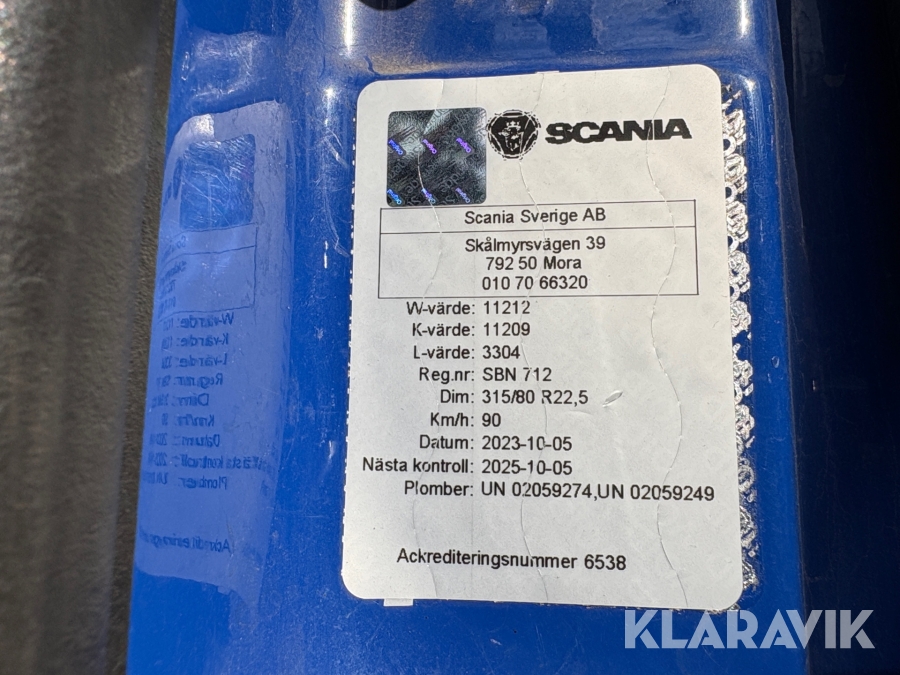 SCANIA
Scania Sverige AB
Skålmyrsvägen 39
792 50 Mora
010 70 66320
W-värde: 11212
K-värde: 11209
L-värde: 3304
Reg.nr: SBN 712
Dim: 315/80 R22,5
Km/h: 90
Datum: 2023-10-05
Nästa kontroll: 2025-10-05
Plomber: UN 02059274,UN 02059249
Ackrediteringsnummer 6538
KLARAVIK